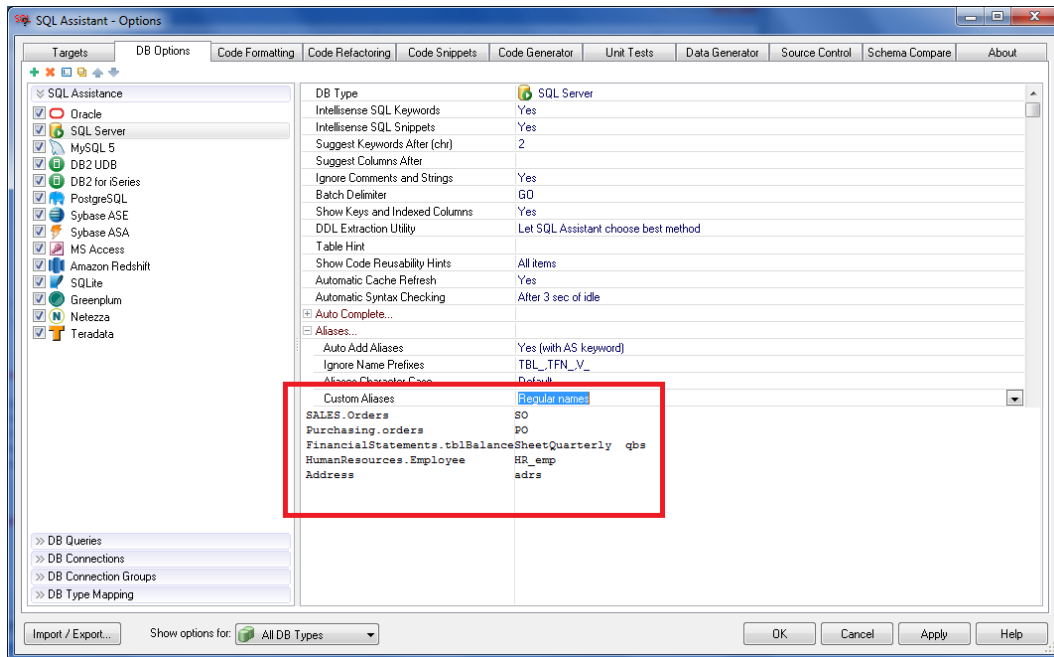 SQL Assistant - Options
Targets DB Options Code Formatting Code Refactoring Code Snippets Code Generator Unit Tests Data Generator Source Control Schema Compare About
SQL Assistance
Oracle
SQL Server
MySQL 5
DB2 UDB
DB2 for iSeries
PostgreSQL
Sybase ASE
Sybase ASA
MS Access
Amazon Redshift
SQLite
Greenplum
Netezza
Teradata
DB Queries
DB Connections
DB Connection Groups
DB Type Mapping
DB Type SQL Server
Intellisense SQL Keywords Yes
Intellisense SQL Snippets Yes
Suggest Keywords After (chr) 2
Suggest Columns After
Ignore Comments and Strings Yes
Batch Delimiter GO
Show Keys and Indexed Columns Yes
DDL Extraction Utility Let SQL Assistant choose best method
Table Hint
Show Code Reusability Hints All items
Automatic Cache Refresh Yes
Automatic Syntax Checking After 3 sec of idle
Auto Complete...
Aliases...
Auto Add Aliases Yes (with AS keyword)
Ignore Name Prefixes TBL_,TFN_,V_
Aliases Character Case Default
Custom Aliases Regular names
SALES.Orders SO
Purchasing.orders PO
FinancialStatements.tblBalanceSheetQuarterly qbs
HumanResources.Employee HR_emp
Address adrs
Import / Export... Show options for: All DB Types OK Cancel Apply Help